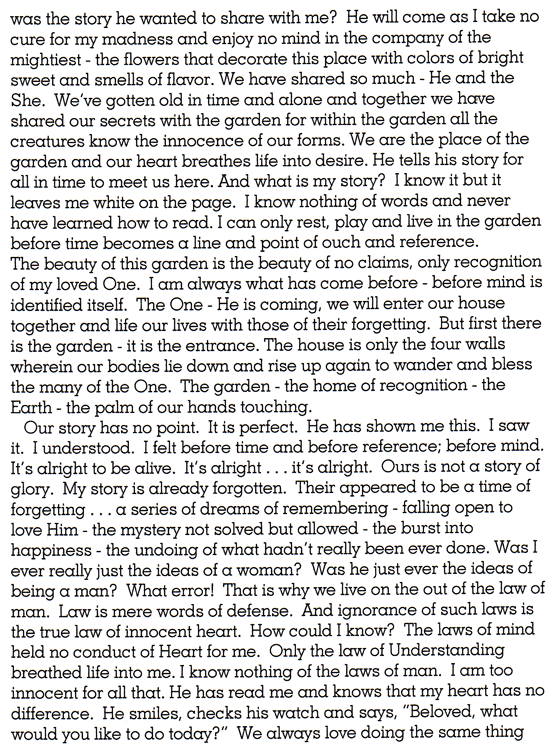 was the story he wanted to share with me?  He will come as I take no
cure for my madness and enjoy no mind in the company of the
mightiest - the flowers that decorate this place with colors of bright
sweet and smells of flavor. We have shared so much - He and the
She.  We've gotten old in time and alone and together we have
shared our secrets with the garden for within the garden all the
creatures know the innocence of our forms. We are the place of the
garden and our heart breathes life into desire. He tells his story for
all in time to meet us here. And what is my story?  I know it but it
leaves me white on the page.  I know nothing of words and never
have learned how to read. I can only rest, play and live in the garden
before time becomes a line and point of ouch and reference.
The beauty of this garden is the beauty of no claims, only recognition
of my loved One.  I am always what has come before - before mind is
identified itself.  The One - He is coming, we will enter our house
together and life our lives with those of their forgetting.  But first there
is the garden - it is the entrance. The house is only the four walls
wherein our bodies lie down and rise up again to wander and bless
the many of the One.  The garden - the home of recognition - the
Earth - the palm of our hands touching.
Our story has no point.  It is perfect.  He has shown me this.  I saw
it.  I understood.  I felt before time and before reference; before mind.
It's alright to be alive.  It's alright . . . it's alright.  Ours is not a story of
glory.  My story is already forgotten.  Their appeared to be a time of
forgetting . . . a series of dreams of remembering - falling open to
love Him - the mystery not solved but allowed - the burst into
happiness - the undoing of what hadn't really been ever done. Was I
ever really just the ideas of a woman?  Was he just ever the ideas of
being a man?  What error!  That is why we live on the out of the law of
man.  Law is mere words of defense.  And ignorance of such laws is
the true law of innocent heart.  How could I know?  The laws of mind
held no conduct of Heart for me.  Only the law of Understanding
breathed life into me. I know nothing of the laws of man.  I am too
innocent for all that. He has read me and knows that my heart has no
difference.  He smiles, checks his watch and says, "Beloved, what
would you like to do today?"  We always love doing the same thing